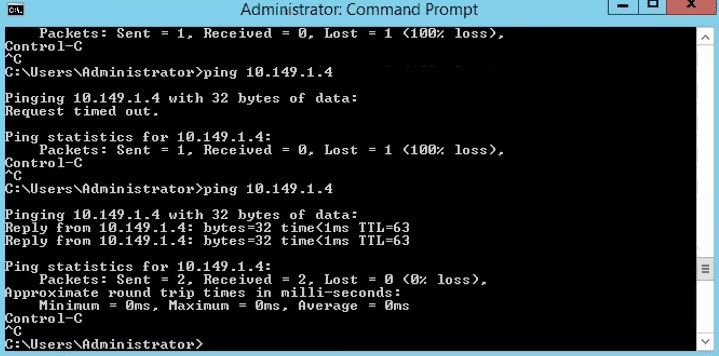 Administrator: Command Prompt
Packets: Sent = 1, Received = 0, Lost = 1 (100% loss),
Control-C
^C
C:\Users\Administrator>ping 10.149.1.4
Pinging 10.149.1.4 with 32 bytes of data:
Request timed out.
Ping statistics for 10.149.1.4:
Packets: Sent = 1, Received = 0, Lost = 1 (100% loss),
Control-C
^C
C:\Users\Administrator>ping 10.149.1.4
Pinging 10.149.1.4 with 32 bytes of data:
Reply from 10.149.1.4: bytes=32 time<1ms TTL=63
Reply from 10.149.1.4: bytes=32 time<1ms TTL=63
Ping statistics for 10.149.1.4:
Packets: Sent = 2, Received = 2, Lost = 0 (0% loss),
Approximate round trip times in milli-seconds:
Minimum = 0ms, Maximum = 0ms, Average = 0ms
Control-C
^C
C:\Users\Administrator>